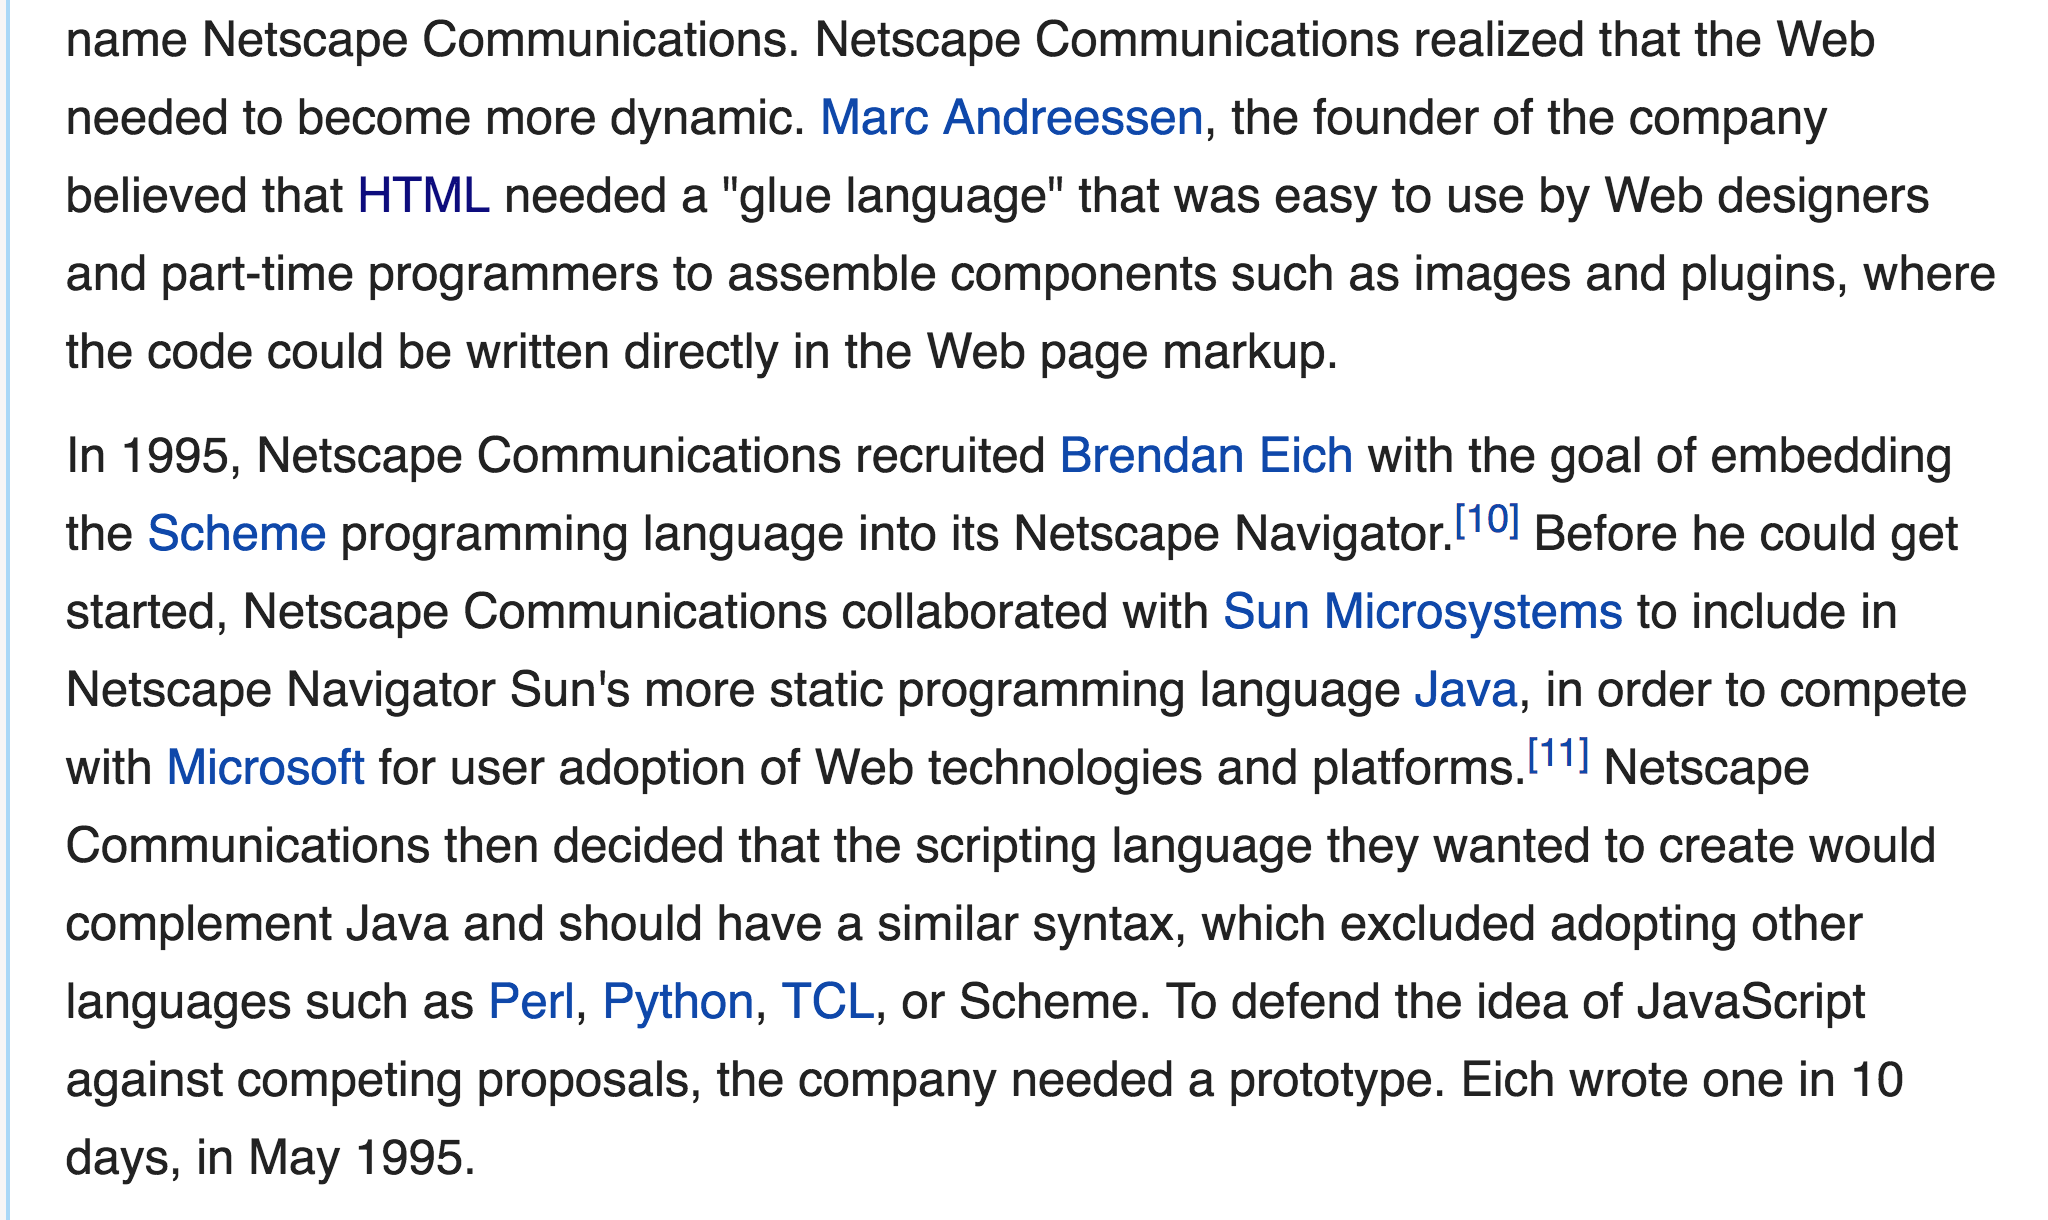 name Netscape Communications. Netscape Communications realized that the Web
needed to become more dynamic. Marc Andreessen, the founder of the company
believed that HTML needed a "glue language" that was easy to use by Web designers
and part-time programmers to assemble components such as images and plugins, where
the code could be written directly in the Web page markup.
In 1995, Netscape Communications recruited Brendan Eich with the goal of embedding
the Scheme programming language into its Netscape Navigator.[10] Before he could get
started, Netscape Communications collaborated with Sun Microsystems to include in
Netscape Navigator Sun's more static programming language Java, in order to compete
with Microsoft for user adoption of Web technologies and platforms.[11] Netscape
Communications then decided that the scripting language they wanted to create would
complement Java and should have a similar syntax, which excluded adopting other
languages such as Perl, Python, TCL, or Scheme. To defend the idea of JavaScript
against competing proposals, the company needed a prototype. Eich wrote one in 10
days, in May 1995.